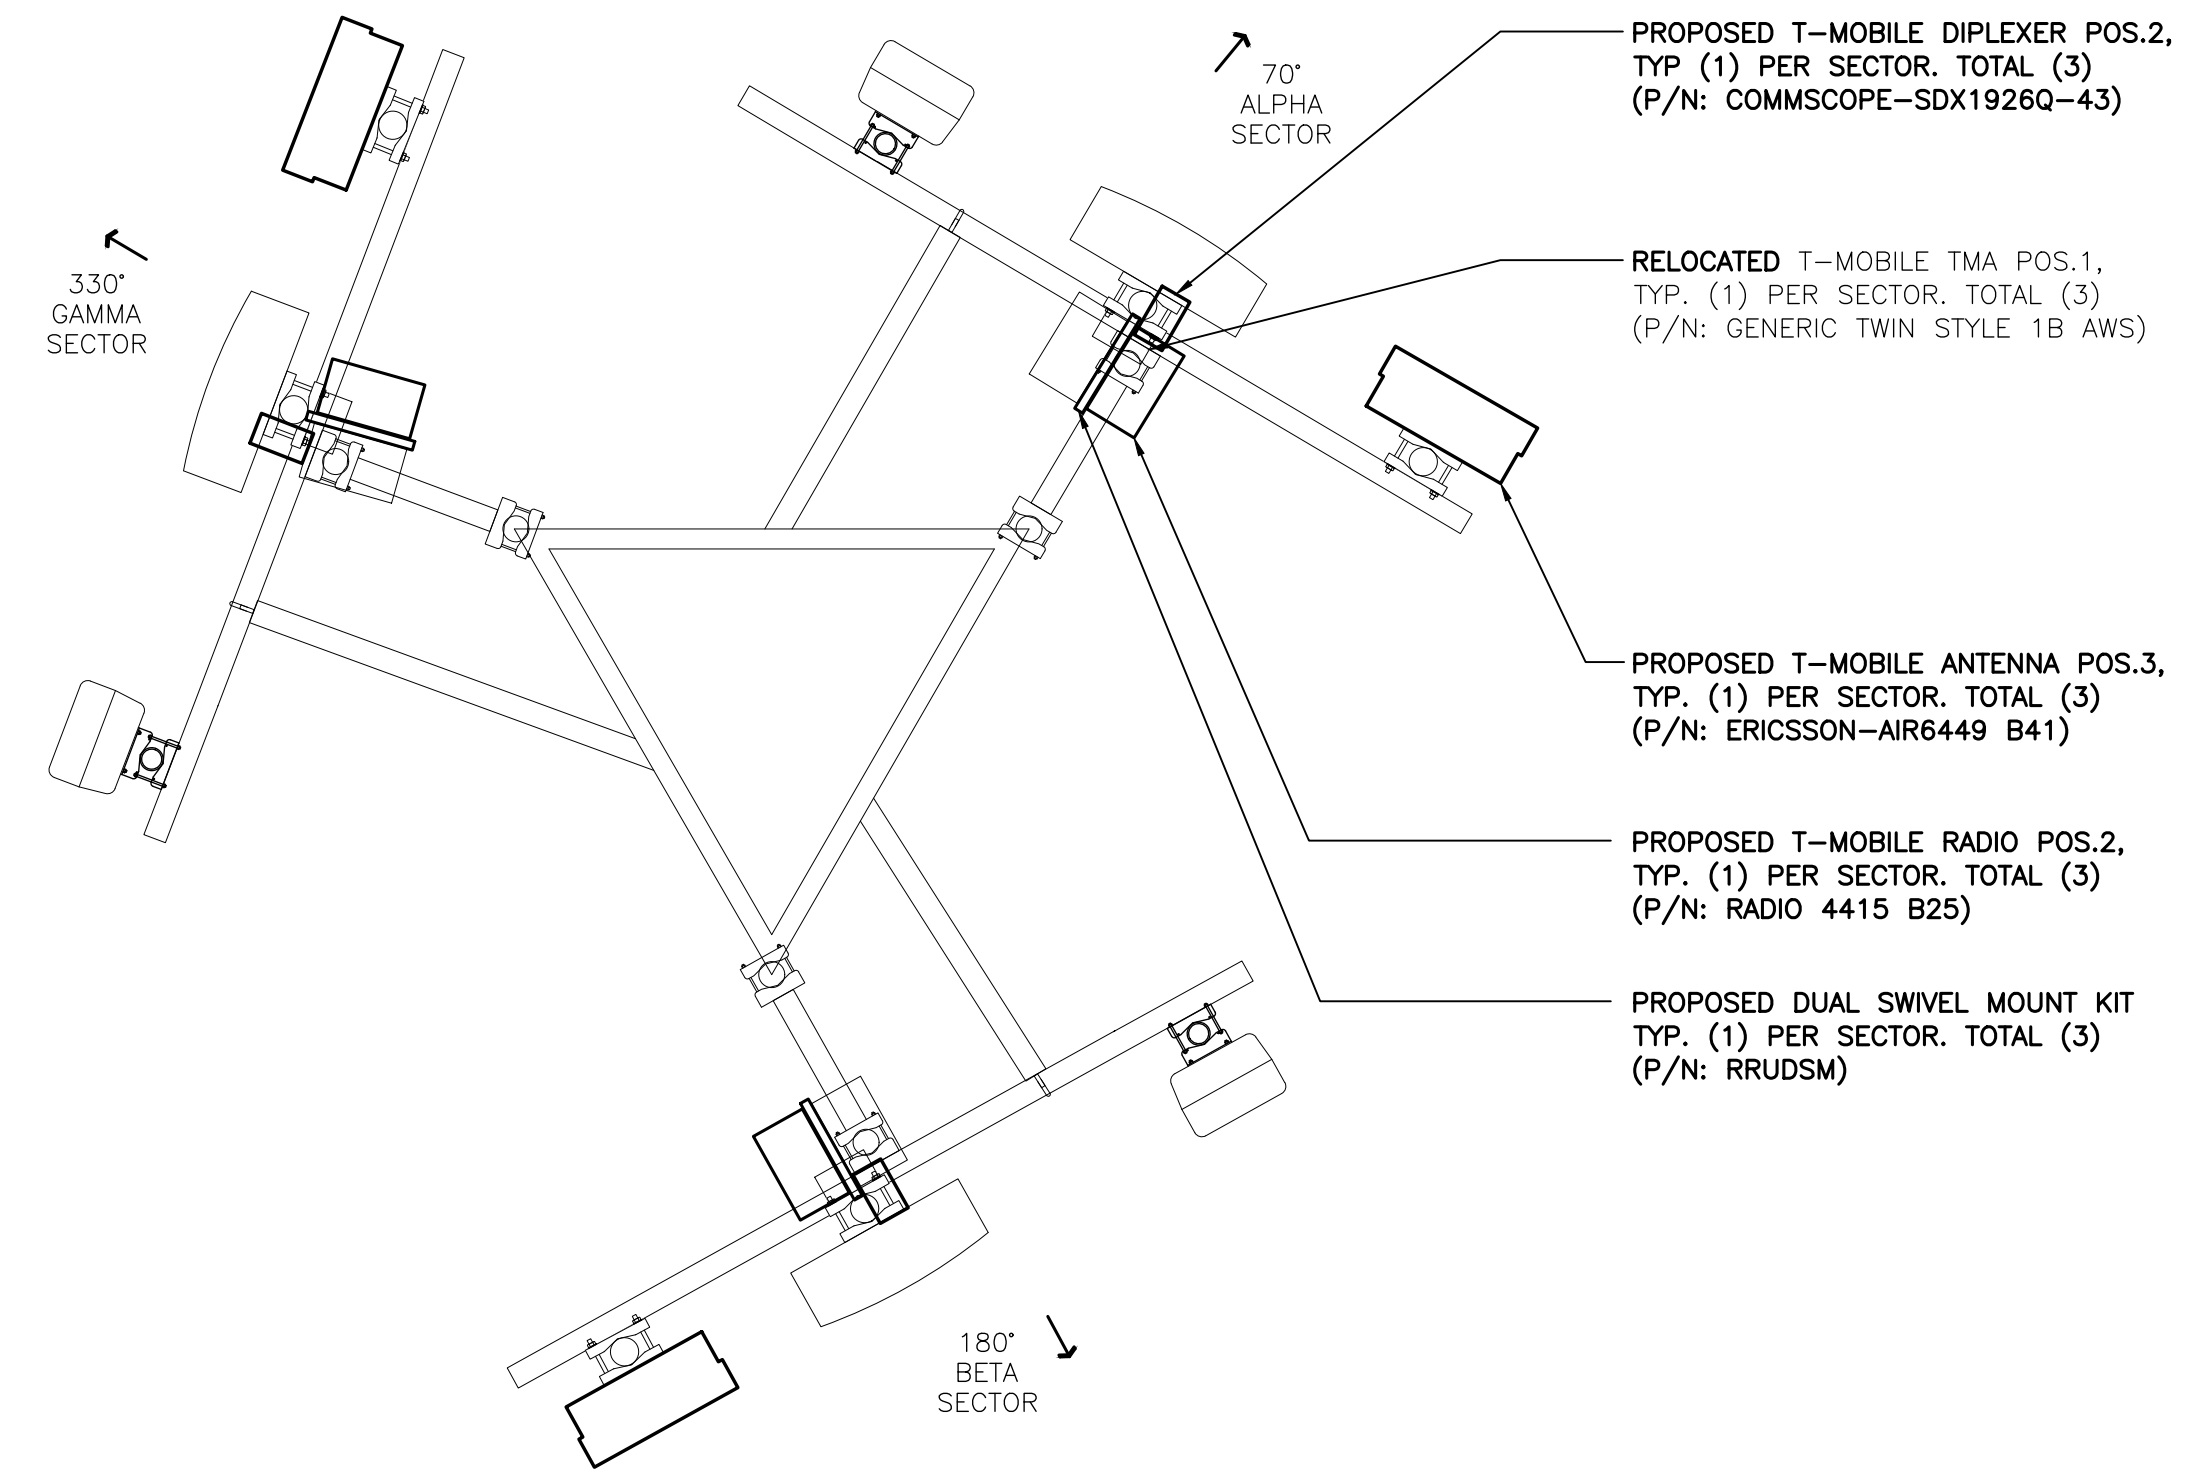 PROPOSED T-MOBILE DIPLEXER POS.2,
TYP (1) PER SECTOR. TOTAL (3)
(P/N: COMMSCOPE-SDX1926Q-43)
70°
ALPHA
SECTOR
RELOCATED T-MOBILE TMA POS.1,
TYP. (1) PER SECTOR. TOTAL (3)
(P/N: GENERIC TWIN STYLE 1B AWS)
330°
GAMMA
SECTOR
PROPOSED T-MOBILE ANTENNA POS.3,
TYP. (1) PER SECTOR. TOTAL (3)
(P/N: ERICSSON-AIR6449 B41)
PROPOSED T-MOBILE RADIO POS.2,
TYP. (1) PER SECTOR. TOTAL (3)
(P/N: RADIO 4415 B25)
PROPOSED DUAL SWIVEL MOUNT KIT
TYP. (1) PER SECTOR. TOTAL (3)
(P/N: RRUDSM)
180°
BETA
SECTOR